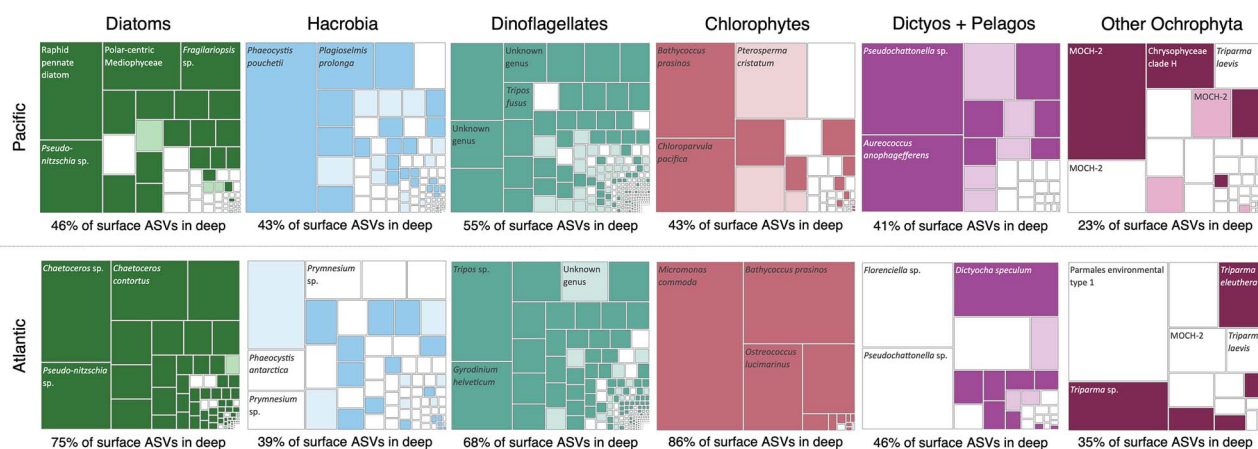 Diatoms
Hacrobia
Dinoflagellates
Chlorophytes
Dictyos + Pelagos
Other Ochrophyta
Pacific
Raphid
pennate
diatom
Polar-centric
Mediophyceae
Fragilariopsis
sp.
Pseudo-
nitzschia sp.
Phaeocystis
pouchetii
Plagioselmis
prolonga
Unknown
genus
Tripos
fusus
Unknown
genus
Bathycoccus
prasinos
Pterosperma
cristatum
Chloroparvula
pacifica
Pseudochattonella sp.
Aureococcus
anophagefferens
MOCH-2
Chrysophyceae
clade H
Triparma
laevis
MOCH-2
MOCH-2
46% of surface ASVs in deep
43% of surface ASVs in deep
55% of surface ASVs in deep
43% of surface ASVs in deep
41% of surface ASVs in deep
23% of surface ASVs in deep
Atlantic
Chaetoceros sp.
Chaetoceros
contortus
Pseudo-nitzschia
sp.
Prymnesium
sp.
Phaeocystis
antarctica
Prymnesium
sp.
Tripos sp.
Unknown
genus
Gyrodinium
helveticum
Micromonas
commoda
Bathycoccus prasinos
Ostreococcus
lucimarinus
Florenciella sp.
Dictyocha speculum
Pseudochattonella sp.
Parmales environmental
type 1
Triparma
eleuthera
MOCH-2
Triparm
laevis
Triparma sp.
75% of surface ASVs in deep
39% of surface ASVs in deep
68% of surface ASVs in deep
86% of surface ASVs in deep
46% of surface ASVs in deep
35% of surface ASVs in deep